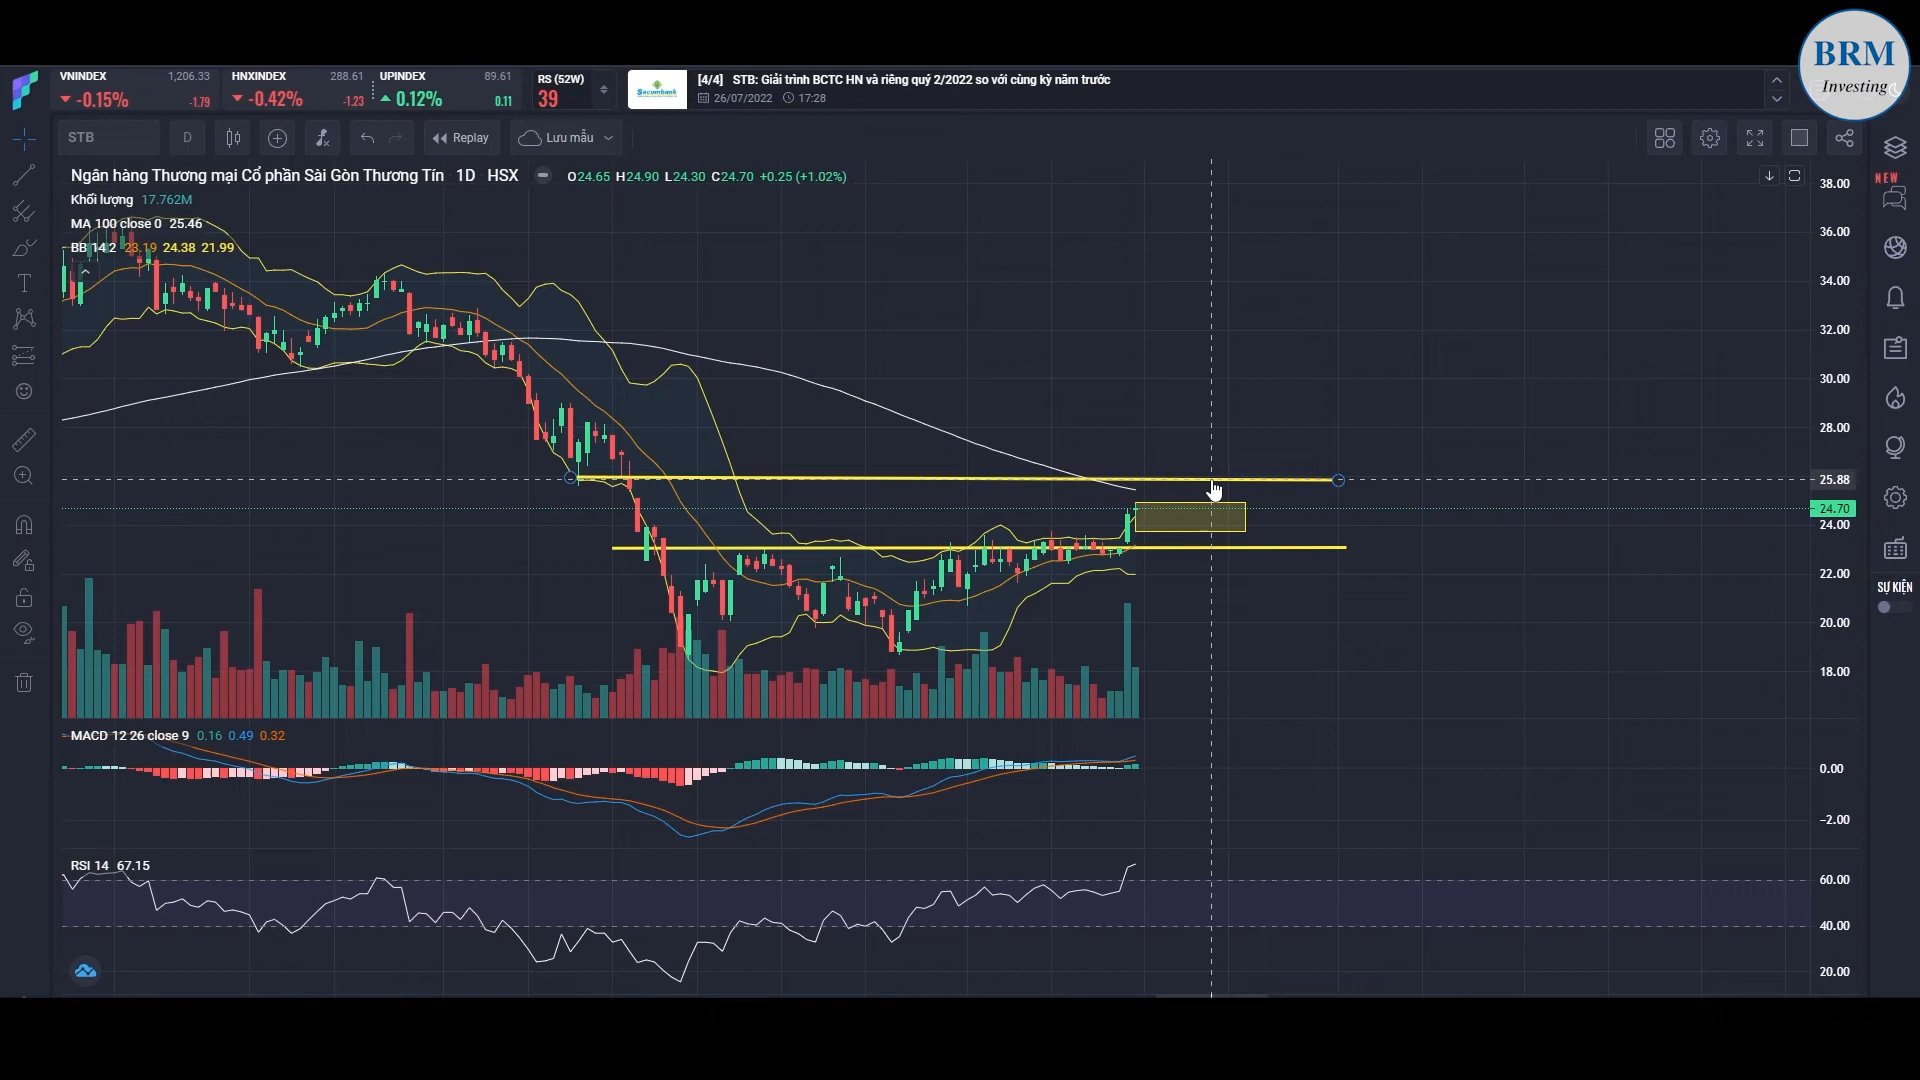 BRM
Investing
VNINDEX 1,206.33
-0.15% -1.79
HNXINDEX 288.61
-0.42% -1.23
UPINDEX 89.61
0.12% 0.11
RS (52W)
39
Sacombank
[4/4] STB: Giải trình BCTC HN và riêng quý 2/2022 so với cùng kỳ năm trước
26/07/2022 17:28
STB D Replay Lưu mẫu
Ngân hàng Thương mại Cổ phần Sài Gòn Thương Tín 1D HSX O24.65 H24.90 L24.30 C24.70 +0.25 (+1.02%)
Khối lượng 17.762M
MA 100 close 0 25.46
BB 14 2 23.19 24.38 21.99
38.00
36.00
34.00
32.00
30.00
28.00
25.88
24.70
24.00
22.00
20.00
18.00
NEW
SỰ KIỆN
MACD 12 26 close 9 0.16 0.49 0.32
0.00
−2.00
RSI 14 67.15
60.00
40.00
20.00